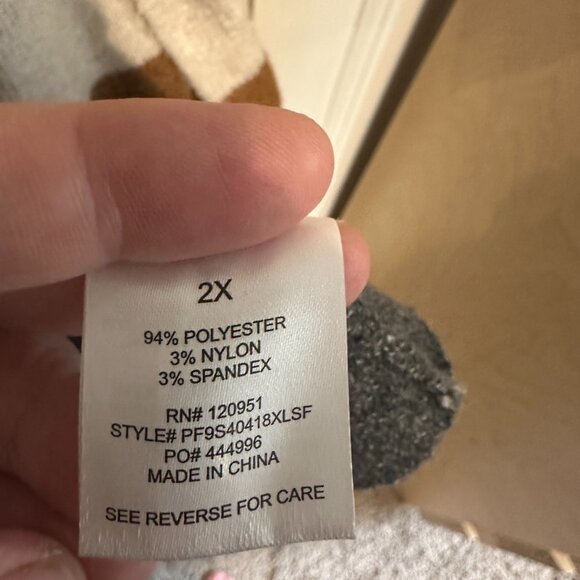 2X
94% POLYESTER
3% NYLON
3% SPANDEX
RN# 120951
STYLE# PF9S40418XLSF
PO# 444996
MADE IN CHINA
SEE REVERSE FOR CARE